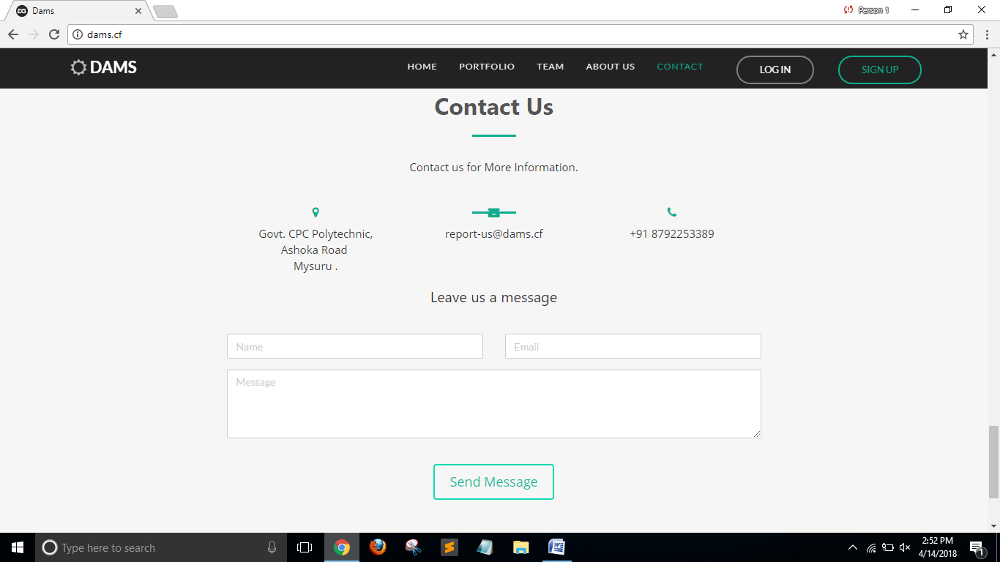 Dams
Person 1
dams.cf
DAMS
HOME PORTFOLIO TEAM ABOUT US CONTACT LOG IN SIGN UP
Contact Us
Contact us for More Information.
Govt. CPC Polytechnic,
Ashoka Road
Mysuru .
report-us@dams.cf
+91 8792253389
Leave us a message
Name
Email
Message
Send Message
Type here to search
2:52 PM
4/14/2018
1